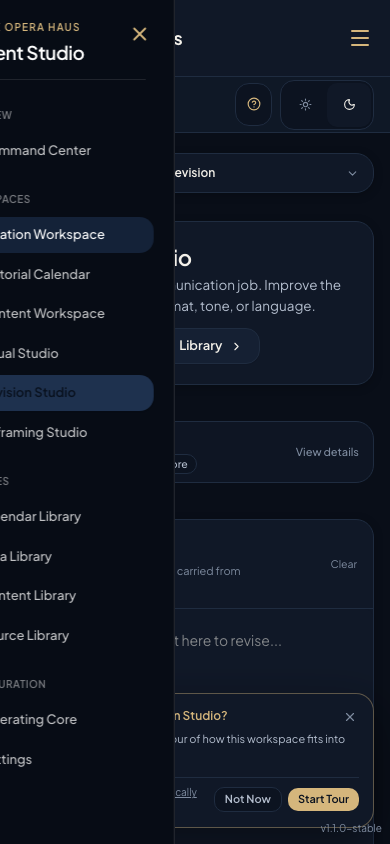 OPERA HAUS
ent Studio
EW
mmand Center
PACES
ation Workspace
torial Calendar
ntent Workspace
ual Studio
vision Studio
framing Studio
ES
endar Library
a Library
ntent Library
urce Library
URATION
erating Core
ttings
s
evision
io
unication job. Improve the
mat, tone, or language.
Library
View details
ore
carried from
Clear
t here to revise...
n Studio?
our of how this workspace fits into
cally
Not Now
Start Tour
v1.1.0-stable